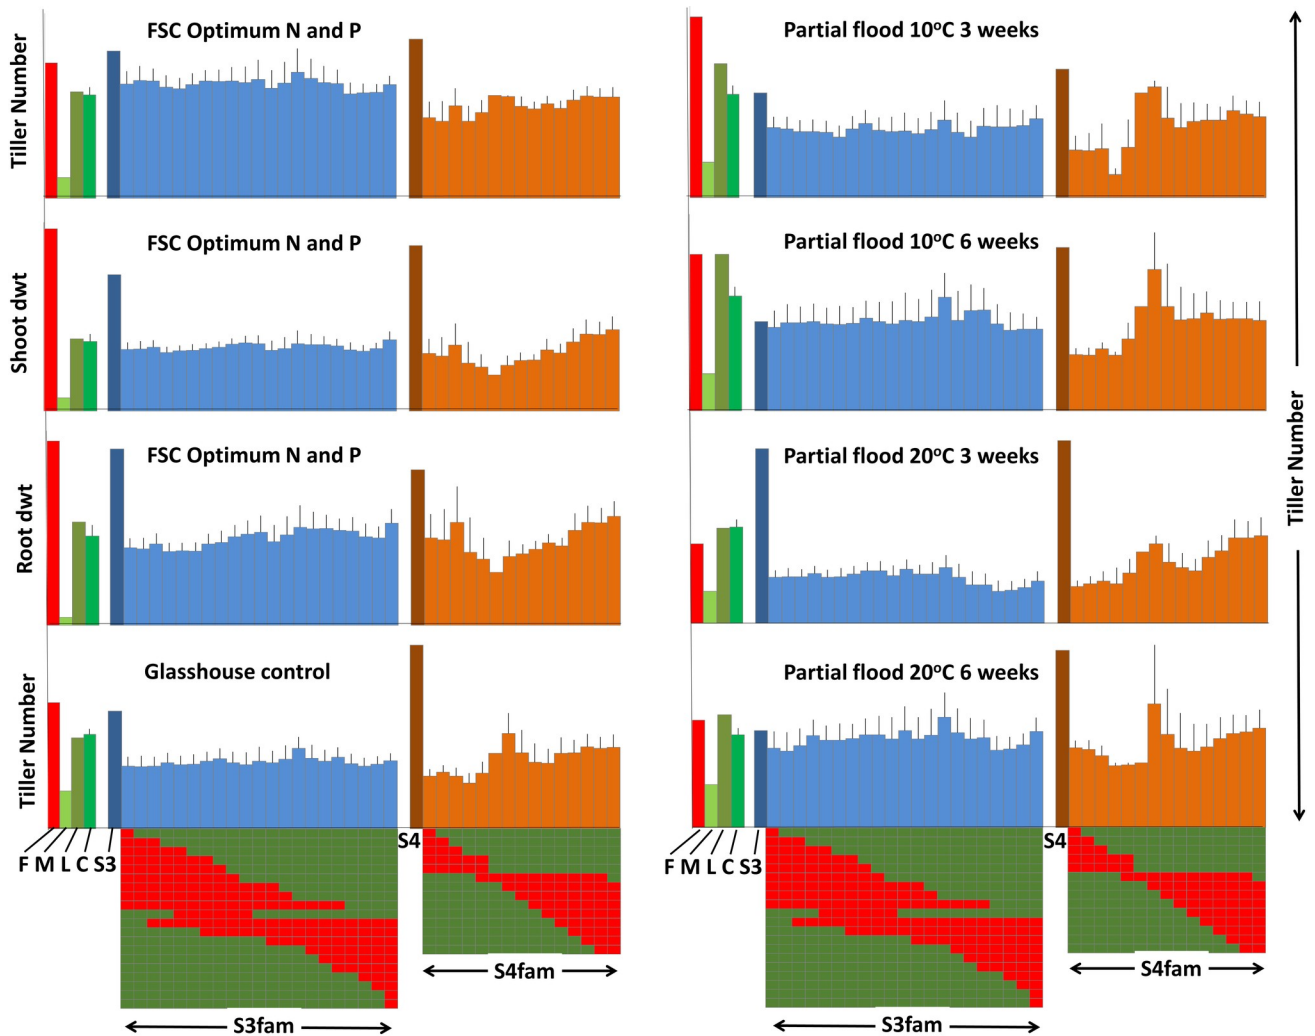 FSC Optimum N and P
Tiller Number
FSC Optimum N and P
Shoot dwt
FSC Optimum N and P
Root dwt
Glasshouse control
Tiller Number
F M L C S3
S4
S4fam
S3fam
Partial flood 10°C 3 weeks
Partial flood 10°C 6 weeks
Partial flood 20°C 3 weeks
Partial flood 20°C 6 weeks
Tiller Number
F M L C S3
S4
S4fam
S3fam